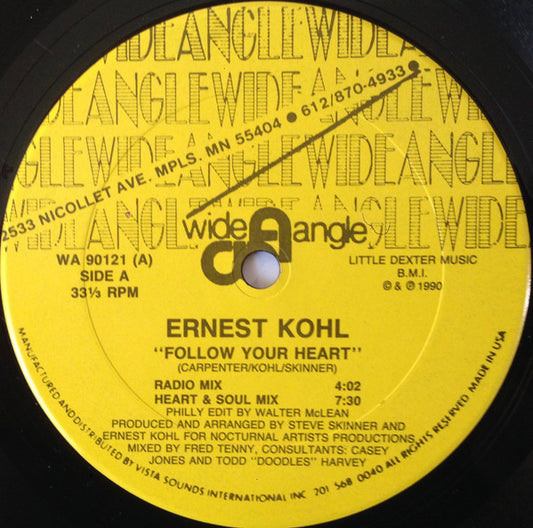 WIDEANGLEWIDEA
DEANGLEWIDEANGLEWIDE
GLEWIDEANGLEWIDEANGLE
WIDEANGLE
2533 NICOLLET AVE. MPLS. MN 55404 • 612/870-4933
wide angle
WA 90121 (A)
SIDE A
33⅓ RPM
LITTLE DEXTER MUSIC
B.M.I.
© & ℗ 1990
ERNEST KOHL
"FOLLOW YOUR HEART"
(CARPENTER/KOHL/SKINNER)
RADIO MIX 4:02
HEART & SOUL MIX 7:30
PHILLY EDIT BY WALTER McLEAN
PRODUCED AND ARRANGED BY STEVE SKINNER AND
ERNEST KOHL FOR NOCTURNAL ARTISTS PRODUCTIONS
MIXED BY FRED TENNY, CONSULTANTS: CASEY
JONES AND TODD "DOODLES" HARVEY
MANUFACTURED AND DISTRIBUTED BY VISTA SOUNDS INTERNATIONAL INC 201 568 0040 ALL RIGHTS RESERVED MADE IN USA